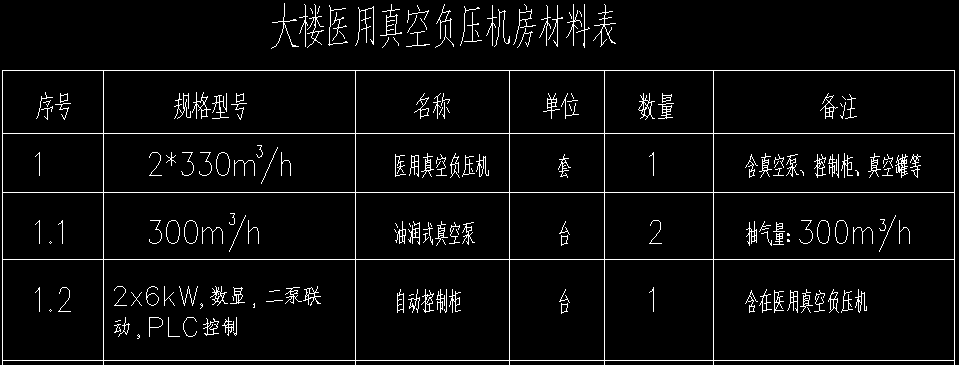 大楼医用真空负压机房材料表
序号 规格型号 名称 单位 数量 备注
1 2*330m³/h 医用真空负压机 套 1 含真空泵、控制柜、真空罐等
1.1 300m³/h 油润式真空泵 台 2 抽气量:300m³/h
1.2 2x6kW,数显,二泵联 自动控制柜 台 1 含在医用真空负压机
动,PLC控制